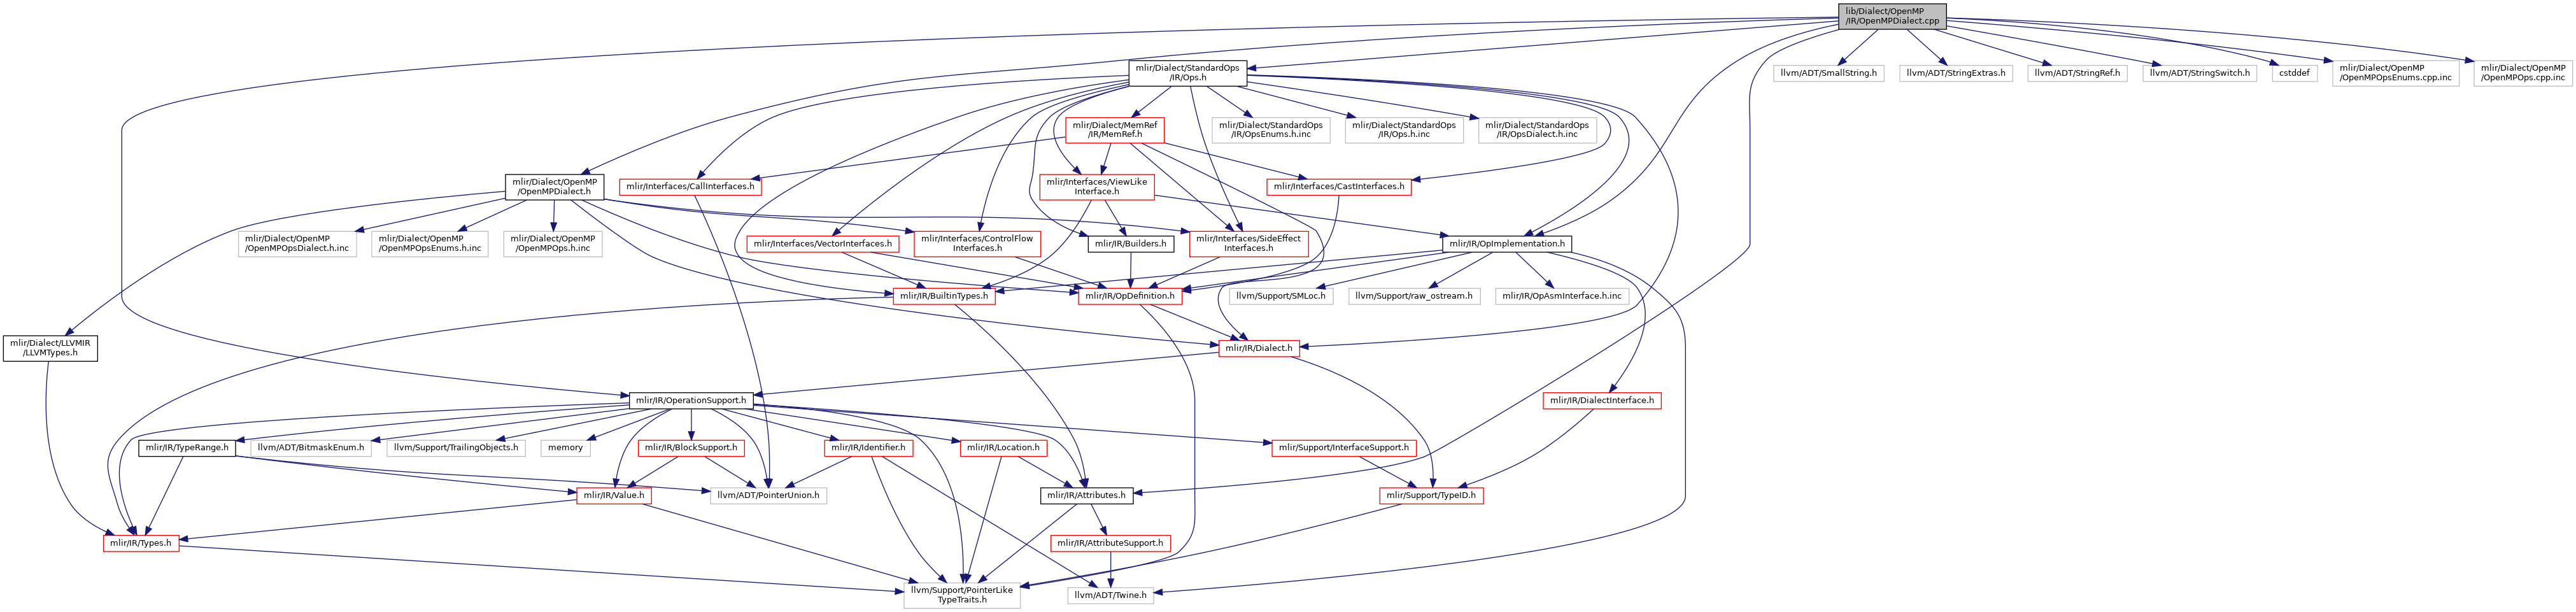 lib/Dialect/OpenMP
/IR/OpenMPDialect.cpp
mlir/Dialect/StandardOps
/IR/Ops.h
llvm/ADT/SmallString.h
llvm/ADT/StringExtras.h
llvm/ADT/StringRef.h
llvm/ADT/StringSwitch.h
cstddef
mlir/Dialect/OpenMP
/OpenMPOpsEnums.cpp.inc
mlir/Dialect/OpenMP
/OpenMPOps.cpp.inc
mlir/Dialect/MemRef
/IR/MemRef.h
mlir/Dialect/StandardOps
/IR/OpsEnums.h.inc
mlir/Dialect/StandardOps
/IR/Ops.h.inc
mlir/Dialect/StandardOps
/IR/OpsDialect.h.inc
mlir/Dialect/OpenMP
/OpenMPDialect.h
mlir/Interfaces/CallInterfaces.h
mlir/Interfaces/ViewLike
Interface.h
mlir/Interfaces/CastInterfaces.h
mlir/Dialect/OpenMP
/OpenMPOpsDialect.h.inc
mlir/Dialect/OpenMP
/OpenMPOpsEnums.h.inc
mlir/Dialect/OpenMP
/OpenMPOps.h.inc
mlir/Interfaces/VectorInterfaces.h
mlir/Interfaces/ControlFlow
Interfaces.h
mlir/IR/Builders.h
mlir/Interfaces/SideEffect
Interfaces.h
mlir/IR/OpImplementation.h
mlir/IR/BuiltinTypes.h
mlir/IR/OpDefinition.h
llvm/Support/SMLoc.h
llvm/Support/raw_ostream.h
mlir/IR/OpAsmInterface.h.inc
mlir/Dialect/LLVMIR
/LLVMTypes.h
mlir/IR/Dialect.h
mlir/IR/OperationSupport.h
mlir/IR/DialectInterface.h
mlir/IR/TypeRange.h
llvm/ADT/BitmaskEnum.h
llvm/Support/TrailingObjects.h
memory
mlir/IR/BlockSupport.h
mlir/IR/Identifier.h
mlir/IR/Location.h
mlir/Support/InterfaceSupport.h
mlir/IR/Value.h
llvm/ADT/PointerUnion.h
mlir/IR/Attributes.h
mlir/Support/TypeID.h
mlir/IR/Types.h
mlir/IR/AttributeSupport.h
llvm/Support/PointerLike
TypeTraits.h
llvm/ADT/Twine.h